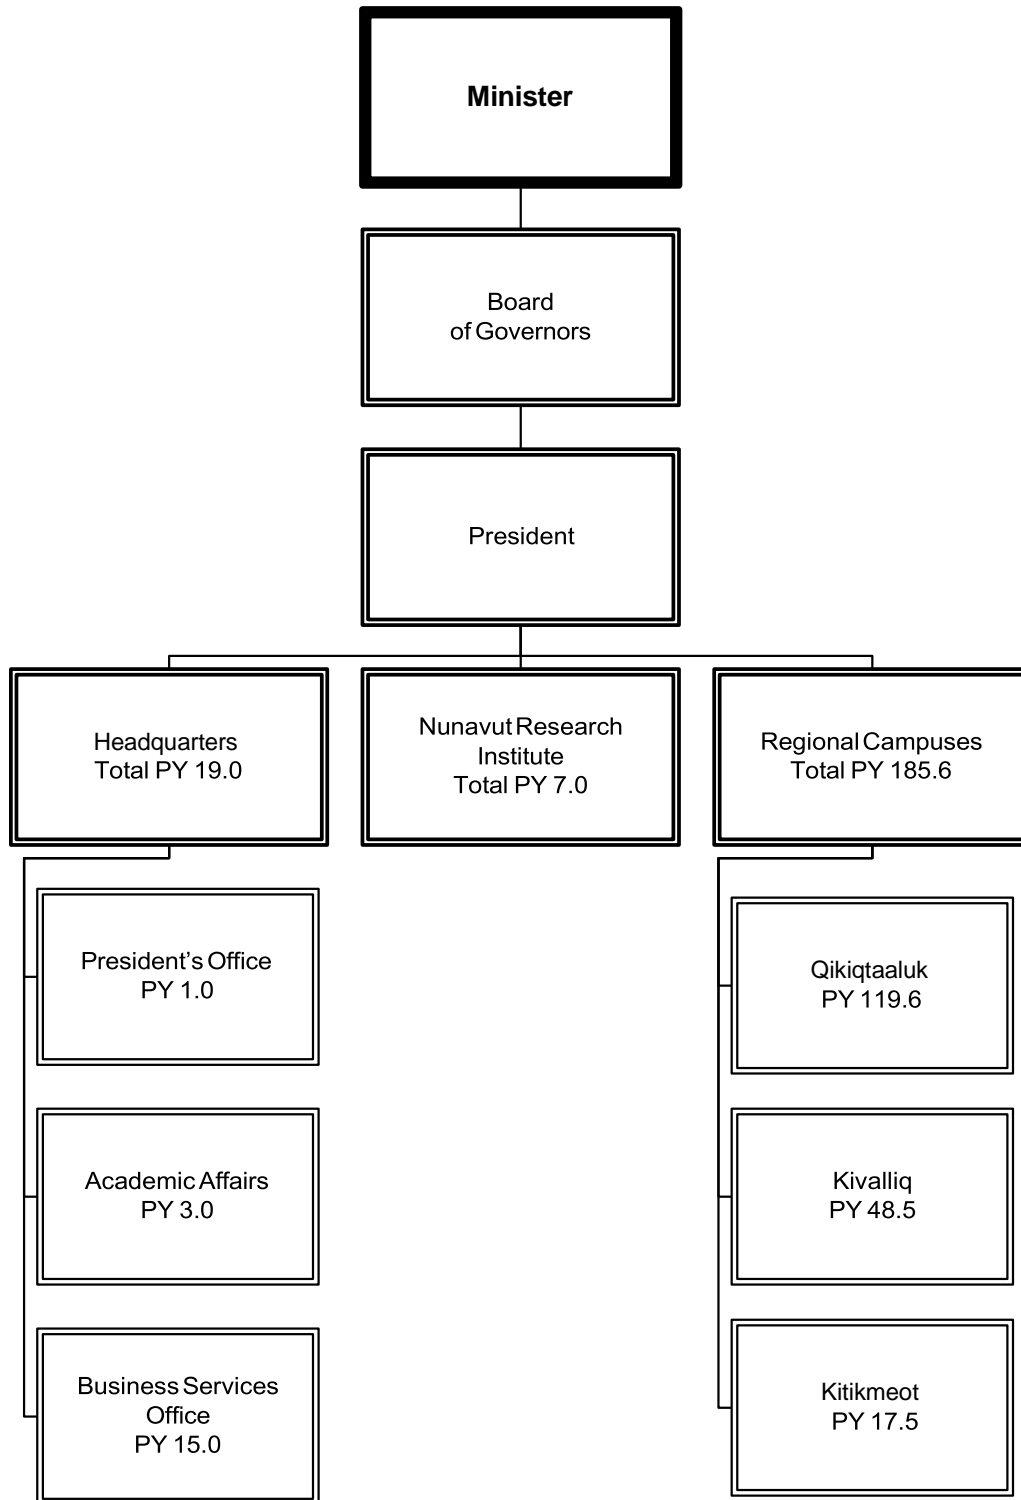 Minister
Board
of Governors
President
Headquarters
Total PY 19.0
Nunavut Research
Institute
Total PY 7.0
Regional Campuses
Total PY 185.6
President’s Office
PY 1.0
Academic Affairs
PY 3.0
Business Services
Office
PY 15.0
Qikiqtaaluk
PY 119.6
Kivalliq
PY 48.5
Kitikmeot
PY 17.5